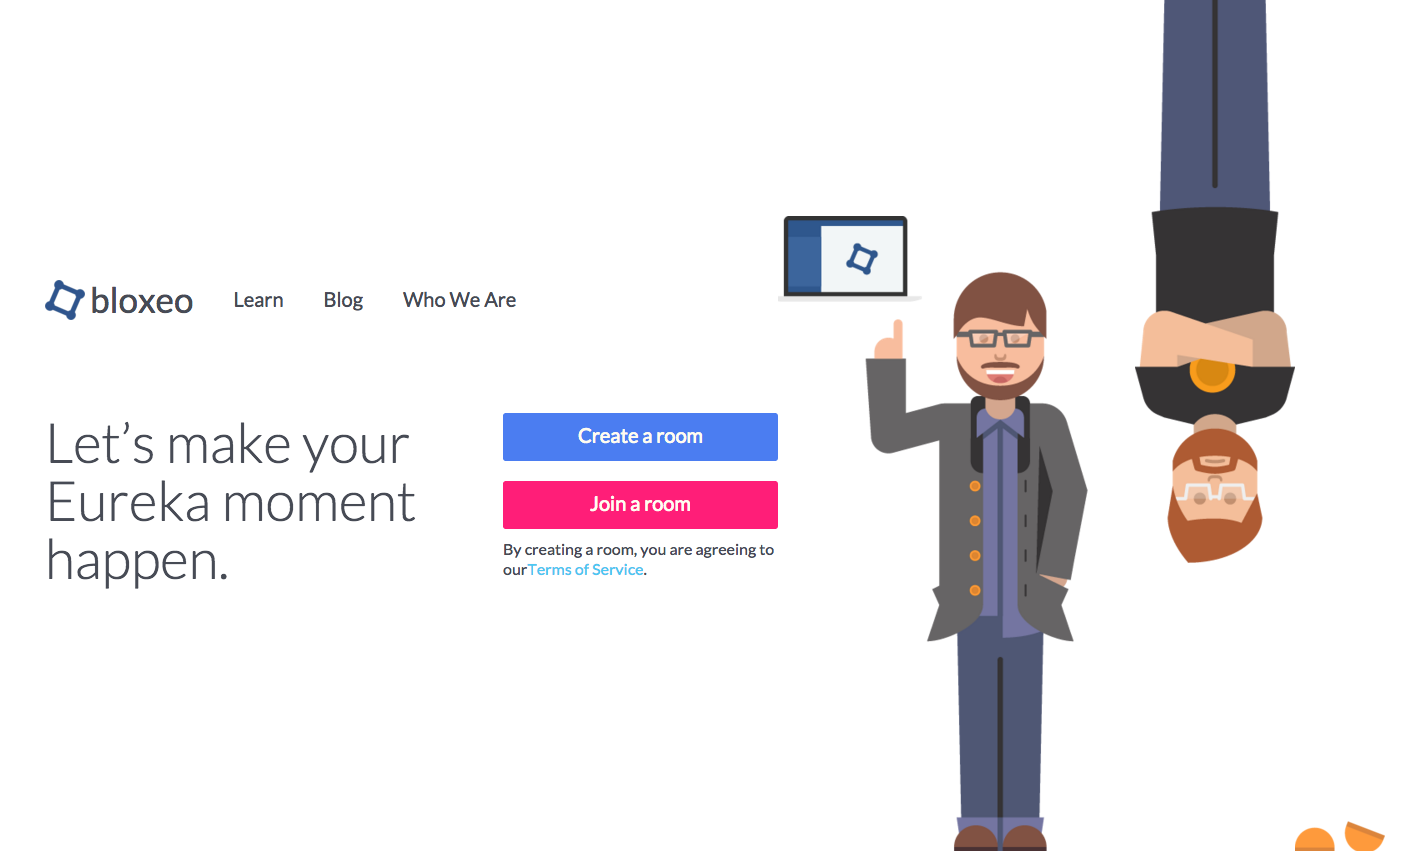 bloxeo Learn Blog Who We Are
Let’s make your
Eureka moment
happen.
Create a room
Join a room
By creating a room, you are agreeing to
ourTerms of Service.